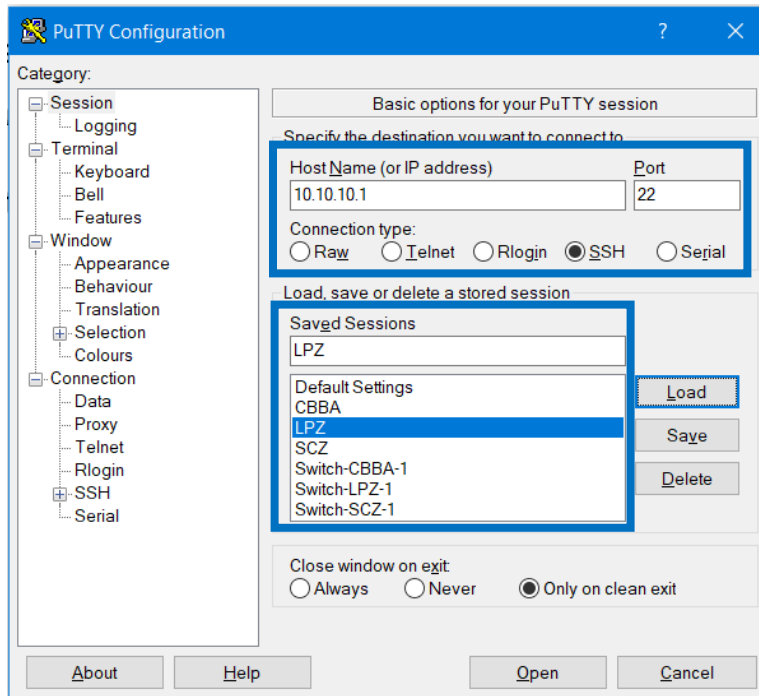 PuTTY Configuration
?
Category:
Session
Logging
Terminal
Keyboard
Bell
Features
Window
Appearance
Behaviour
Translation
Selection
Colours
Connection
Data
Proxy
Telnet
Rlogin
SSH
Serial
Basic options for your PuTTY session
Specify the destination you want to connect to
Host Name (or IP address) Port
10.10.10.1 22
Connection type:
Raw Telnet Rlogin SSH Serial
Load, save or delete a stored session
Saved Sessions
LPZ
Default Settings
CBBA
LPZ
SCZ
Switch-CBBA-1
Switch-LPZ-1
Switch-SCZ-1
Load
Save
Delete
Close window on exit:
Always Never Only on clean exit
About Help Open Cancel